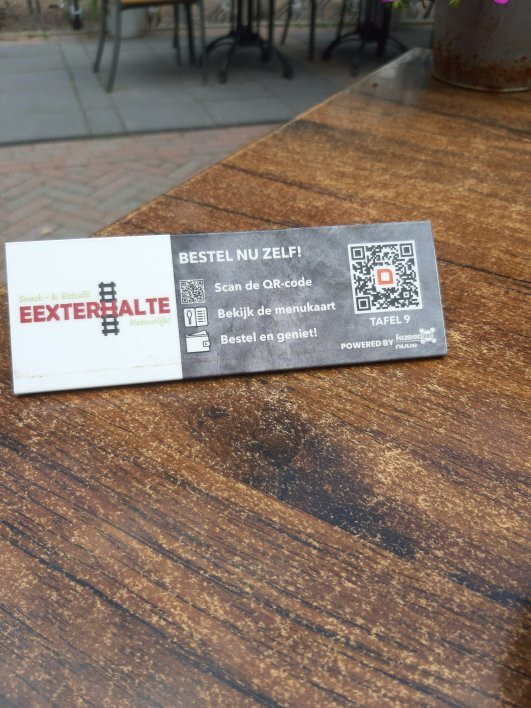 Snack- & Eetcafé
EEXTERHALTE
Natuurlijk!
BESTEL NU ZELF!
Scan de QR-code
Bekijk de menukaart
Bestel en geniet!
TAFEL 9
POWERED BY